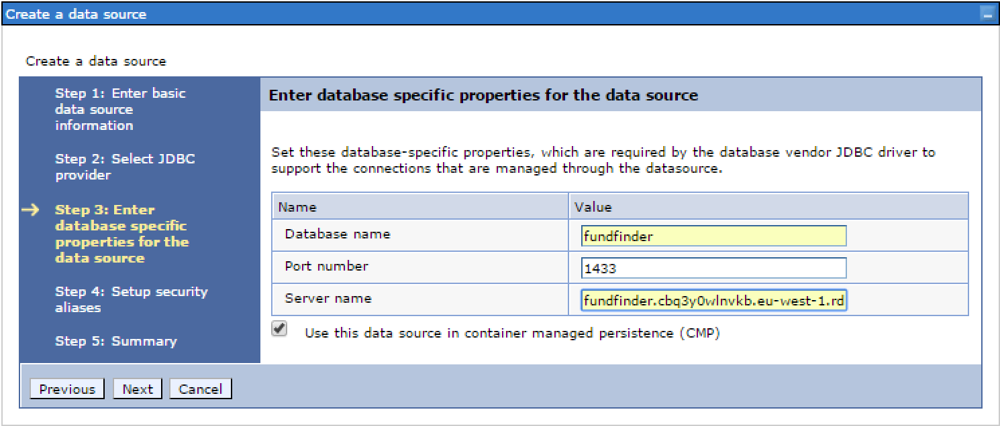 Create a data source
Create a data source
Step 1: Enter basic
data source
information
Step 2: Select JDBC
provider
Step 3: Enter
database specific
properties for the
data source
Step 4: Setup security
aliases
Step 5: Summary
Enter database specific properties for the data source
Set these database-specific properties, which are required by the database vendor JDBC driver to
support the connections that are managed through the datasource.
Name Value
Database name fundfinder
Port number 1433
Server name fundfinder.cbq3y0wlnvkb.eu-west-1.rd
Use this data source in container managed persistence (CMP)
Previous Next Cancel